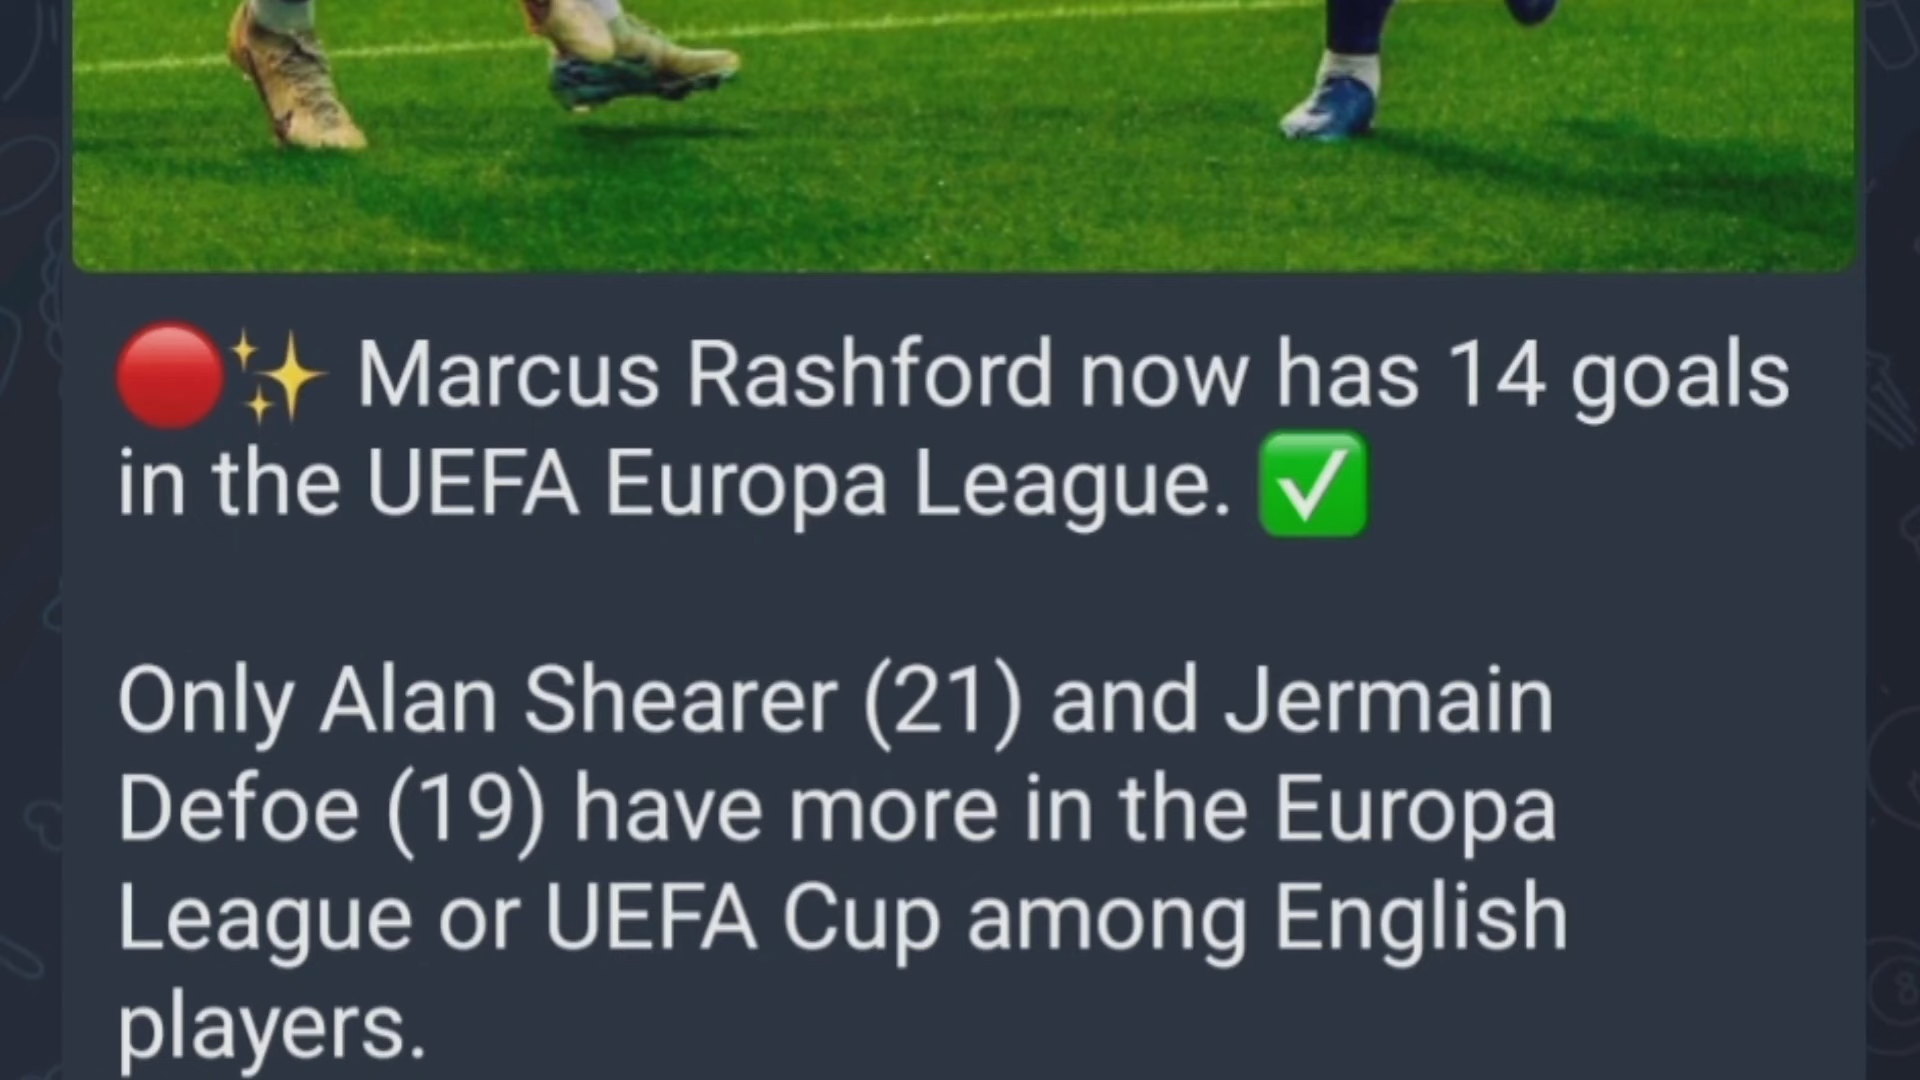 🔴✨ Marcus Rashford now has 14 goals
in the UEFA Europa League. ✅
Only Alan Shearer (21) and Jermain
Defoe (19) have more in the Europa
League or UEFA Cup among English
players.